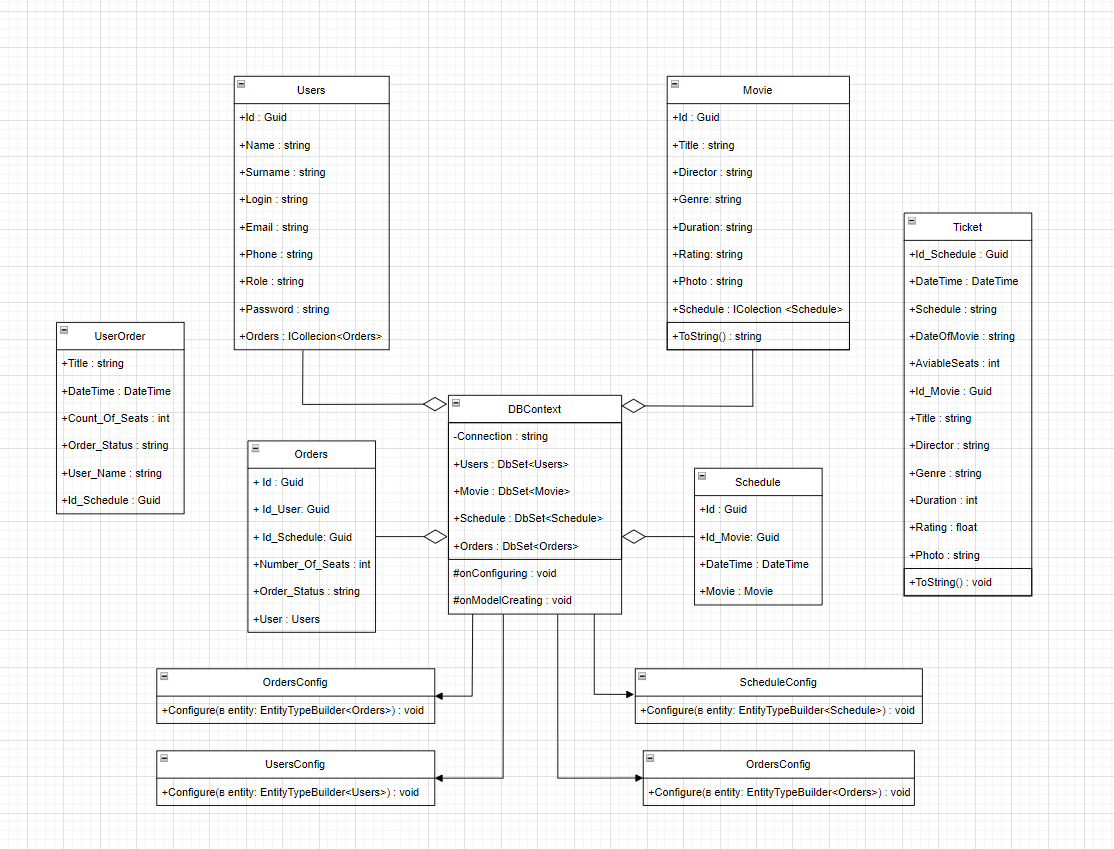 Users
+Id : Guid
+Name : string
+Surname : string
+Login : string
+Email : string
+Phone : string
+Role : string
+Password : string
+Orders : ICollecion<Orders>
Movie
+Id : Guid
+Title : string
+Director : string
+Genre: string
+Duration: string
+Rating: string
+Photo : string
+Schedule : IColection <Schedule>
+ToString() : string
Ticket
+Id_Schedule : Guid
+DateTime : DateTime
+Schedule : string
+DateOfMovie : string
+AviableSeats : int
+Id_Movie : Guid
+Title : string
+Director : string
+Genre : string
+Duration : int
+Rating : float
+Photo : string
+ToString() : void
UserOrder
+Title : string
+DateTime : DateTime
+Count_Of_Seats : int
+Order_Status : string
+User_Name : string
+Id_Schedule : Guid
DBContext
-Connection : string
+Users : DbSet<Users>
+Movie : DbSet<Movie>
+Schedule : DbSet<Schedule>
+Orders : DbSet<Orders>
#onConfiguring : void
#onModelCreating : void
Orders
+ Id : Guid
+ Id_User: Guid
+ Id_Schedule: Guid
+Number_Of_Seats : int
+Order_Status : string
+User : Users
Schedule
+Id : Guid
+Id_Movie: Guid
+DateTime : DateTime
+Movie : Movie
OrdersConfig
+Configure(в entity: EntityTypeBuilder<Orders>) : void
ScheduleConfig
+Configure(в entity: EntityTypeBuilder<Schedule>) : void
UsersConfig
+Configure(в entity: EntityTypeBuilder<Users>) : void
OrdersConfig
+Configure(в entity: EntityTypeBuilder<Orders>) : void